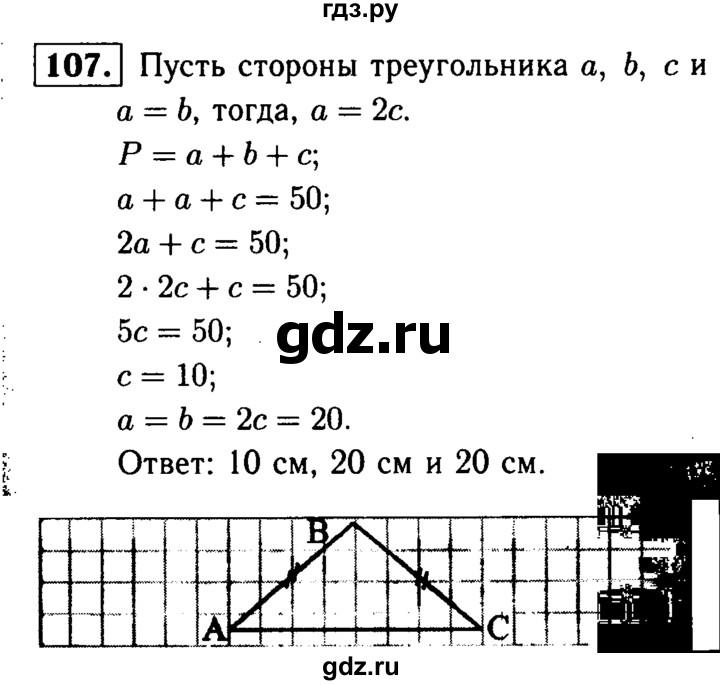 гдз.ру
107. Пусть стороны треугольника a, b, c и
a = b, тогда, a = 2c.
P = a + b + c;
a + a + c = 50;
2a + c = 50;
2 · 2c + c = 50;
5c = 50;
gdz.ru
c = 10;
a = b = 2c = 20.
Ответ: 10 см, 20 см и 20 см.
B
A
C
gdz.ru